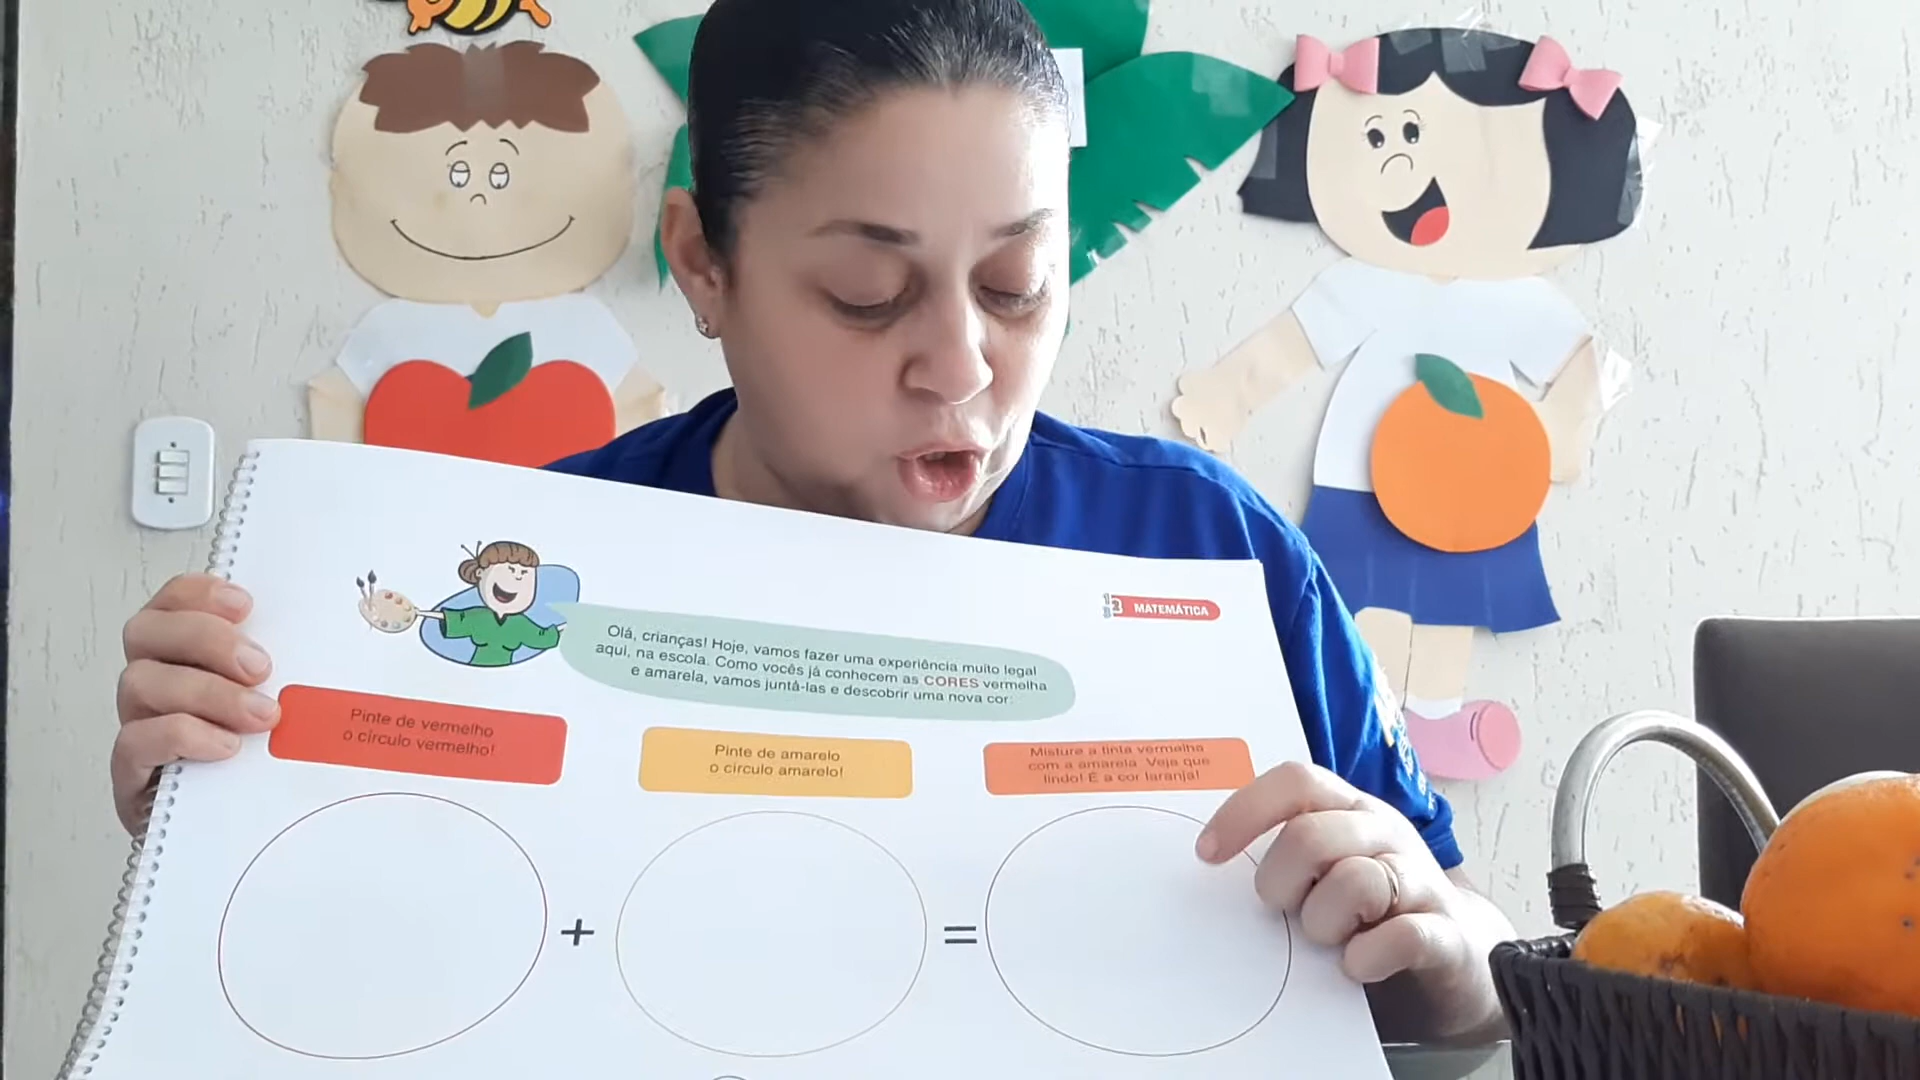 MATEMÁTICA
Olá, crianças! Hoje, vamos fazer uma experiência muito legal
aqui, na escola. Como vocês já conhecem as CORES vermelha
e amarela, vamos juntá-las e descobrir uma nova cor:
Pinte de vermelho
o círculo vermelho!
Pinte de amarelo
o círculo amarelo!
Misture a tinta vermelha
com a amarela. Veja que
lindo! É a cor laranja!
+
=